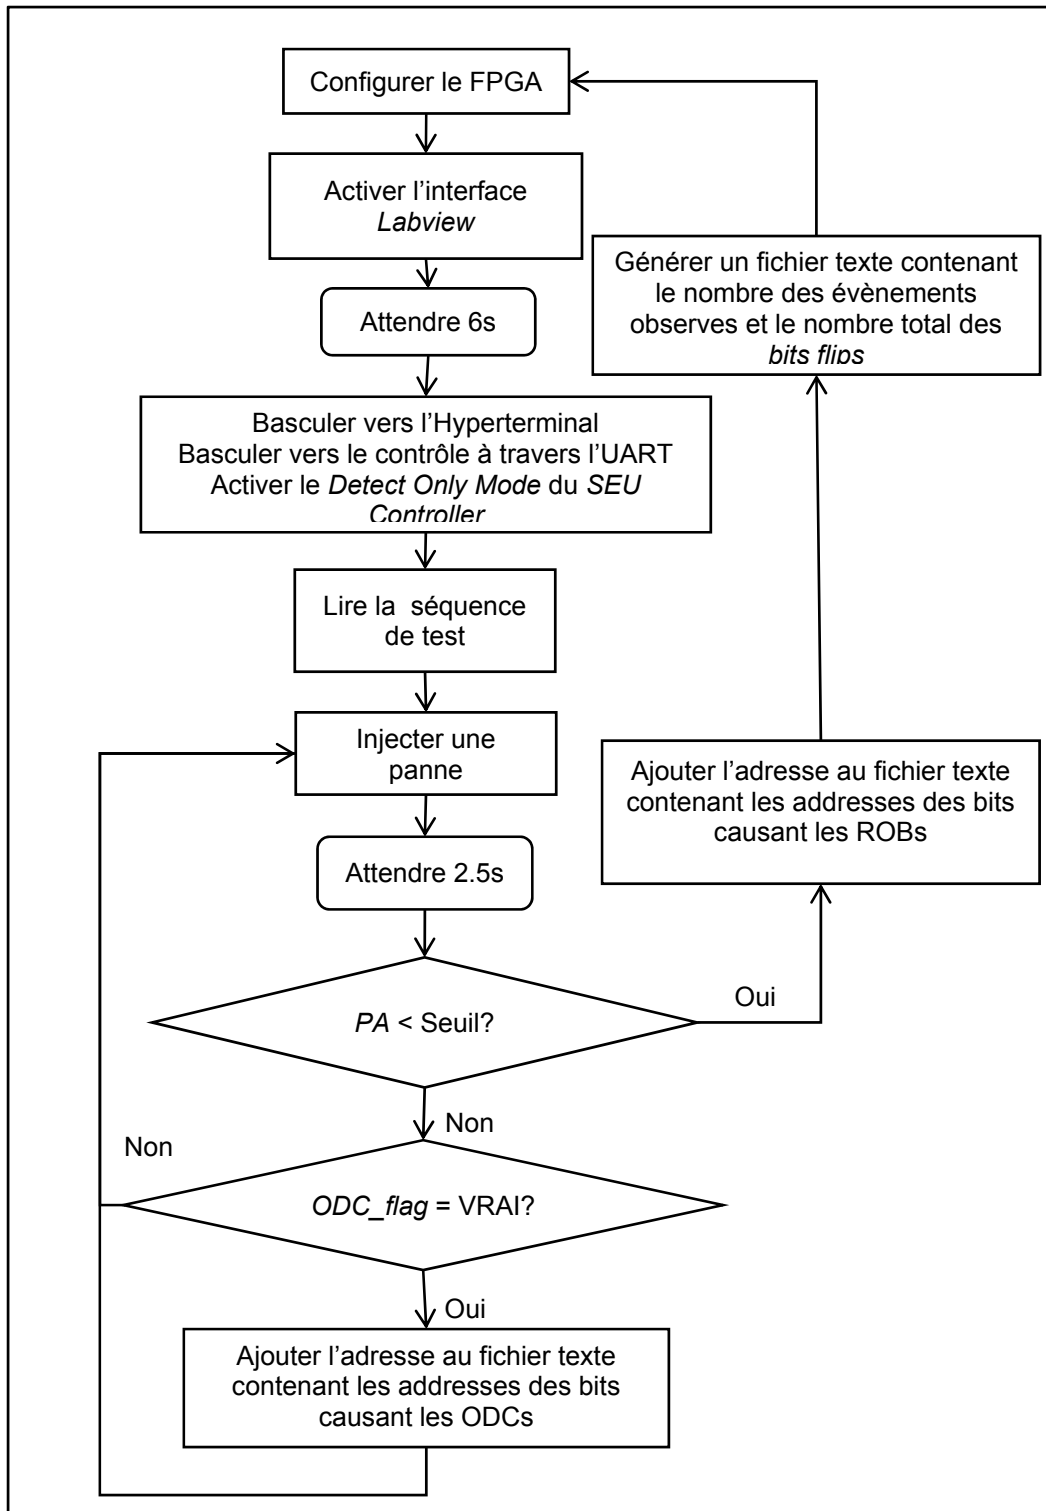 Configurer le FPGA
Activer l'interface
Labview
Attendre 6s
Basculer vers l'Hyperterminal
Basculer vers le contrôle à travers l'UART
Activer le Detect Only Mode du SEU
Controller
Lire la séquence
de test
Injecter une
panne
Attendre 2.5s
PA < Seuil?
Oui
Non
Non
ODC_flag = VRAI?
Oui
Ajouter l'adresse au fichier texte
contenant les addresses des bits
causant les ODCs
Ajouter l'adresse au fichier texte
contenant les addresses des bits
causant les ROBs
Générer un fichier texte contenant
le nombre des évènements
observes et le nombre total des
bits flips